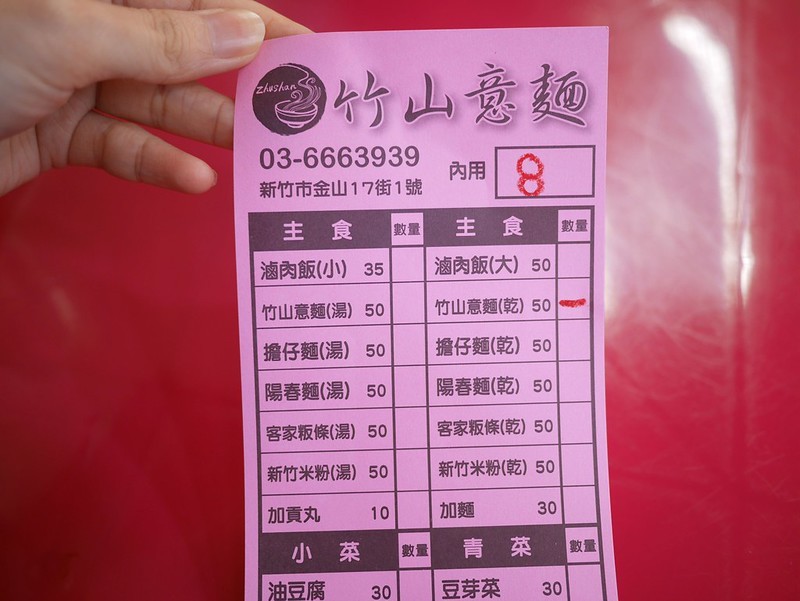 Zhushan
竹山意麵
03-6663939
新竹市金山17街1號
內用 8
主食 數量 主食 數量
滷肉飯(小) 35 滷肉飯(大) 50
竹山意麵(湯) 50 竹山意麵(乾) 50 一
擔仔麵(湯) 50 擔仔麵(乾) 50
陽春麵(湯) 50 陽春麵(乾) 50
客家粄條(湯) 50 客家粄條(乾) 50
新竹米粉(湯) 50 新竹米粉(乾) 50
加貢丸 10 加麵 30
小菜 數量 青菜 數量
油豆腐 30 豆芽菜 30